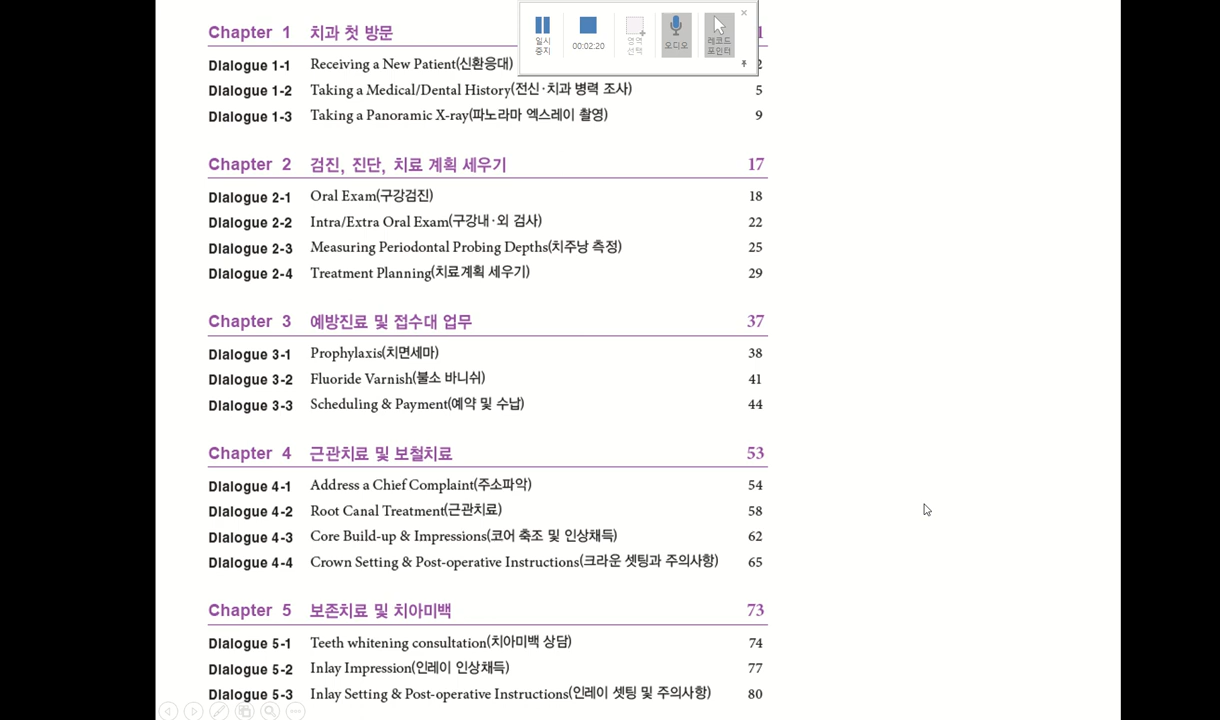 Chapter 1 치과 첫 방문 1
Dialogue 1-1 Receiving a New Patient(신환응대) 2
Dialogue 1-2 Taking a Medical/Dental History(전신·치과 병력 조사) 5
Dialogue 1-3 Taking a Panoramic X-ray(파노라마 엑스레이 촬영) 9
일시 중지
00:02:20
영역 선택
오디오
레코드 포인터
Chapter 2 검진, 진단, 치료 계획 세우기 17
Dialogue 2-1 Oral Exam(구강검진) 18
Dialogue 2-2 Intra/Extra Oral Exam(구강내·외 검사) 22
Dialogue 2-3 Measuring Periodontal Probing Depths(치주낭 측정) 25
Dialogue 2-4 Treatment Planning(치료계획 세우기) 29
Chapter 3 예방진료 및 접수대 업무 37
Dialogue 3-1 Prophylaxis(치면세마) 38
Dialogue 3-2 Fluoride Varnish(불소 바니쉬) 41
Dialogue 3-3 Scheduling & Payment(예약 및 수납) 44
Chapter 4 근관치료 및 보철치료 53
Dialogue 4-1 Address a Chief Complaint(주소파악) 54
Dialogue 4-2 Root Canal Treatment(근관치료) 58
Dialogue 4-3 Core Build-up & Impressions(코어 축조 및 인상채득) 62
Dialogue 4-4 Crown Setting & Post-operative Instructions(크라운 셋팅과 주의사항) 65
Chapter 5 보존치료 및 치아미백 73
Dialogue 5-1 Teeth whitening consultation(치아미백 상담) 74
Dialogue 5-2 Inlay Impression(인레이 인상채득) 77
Dialogue 5-3 Inlay Setting & Post-operative Instructions(인레이 셋팅 및 주의사항) 80